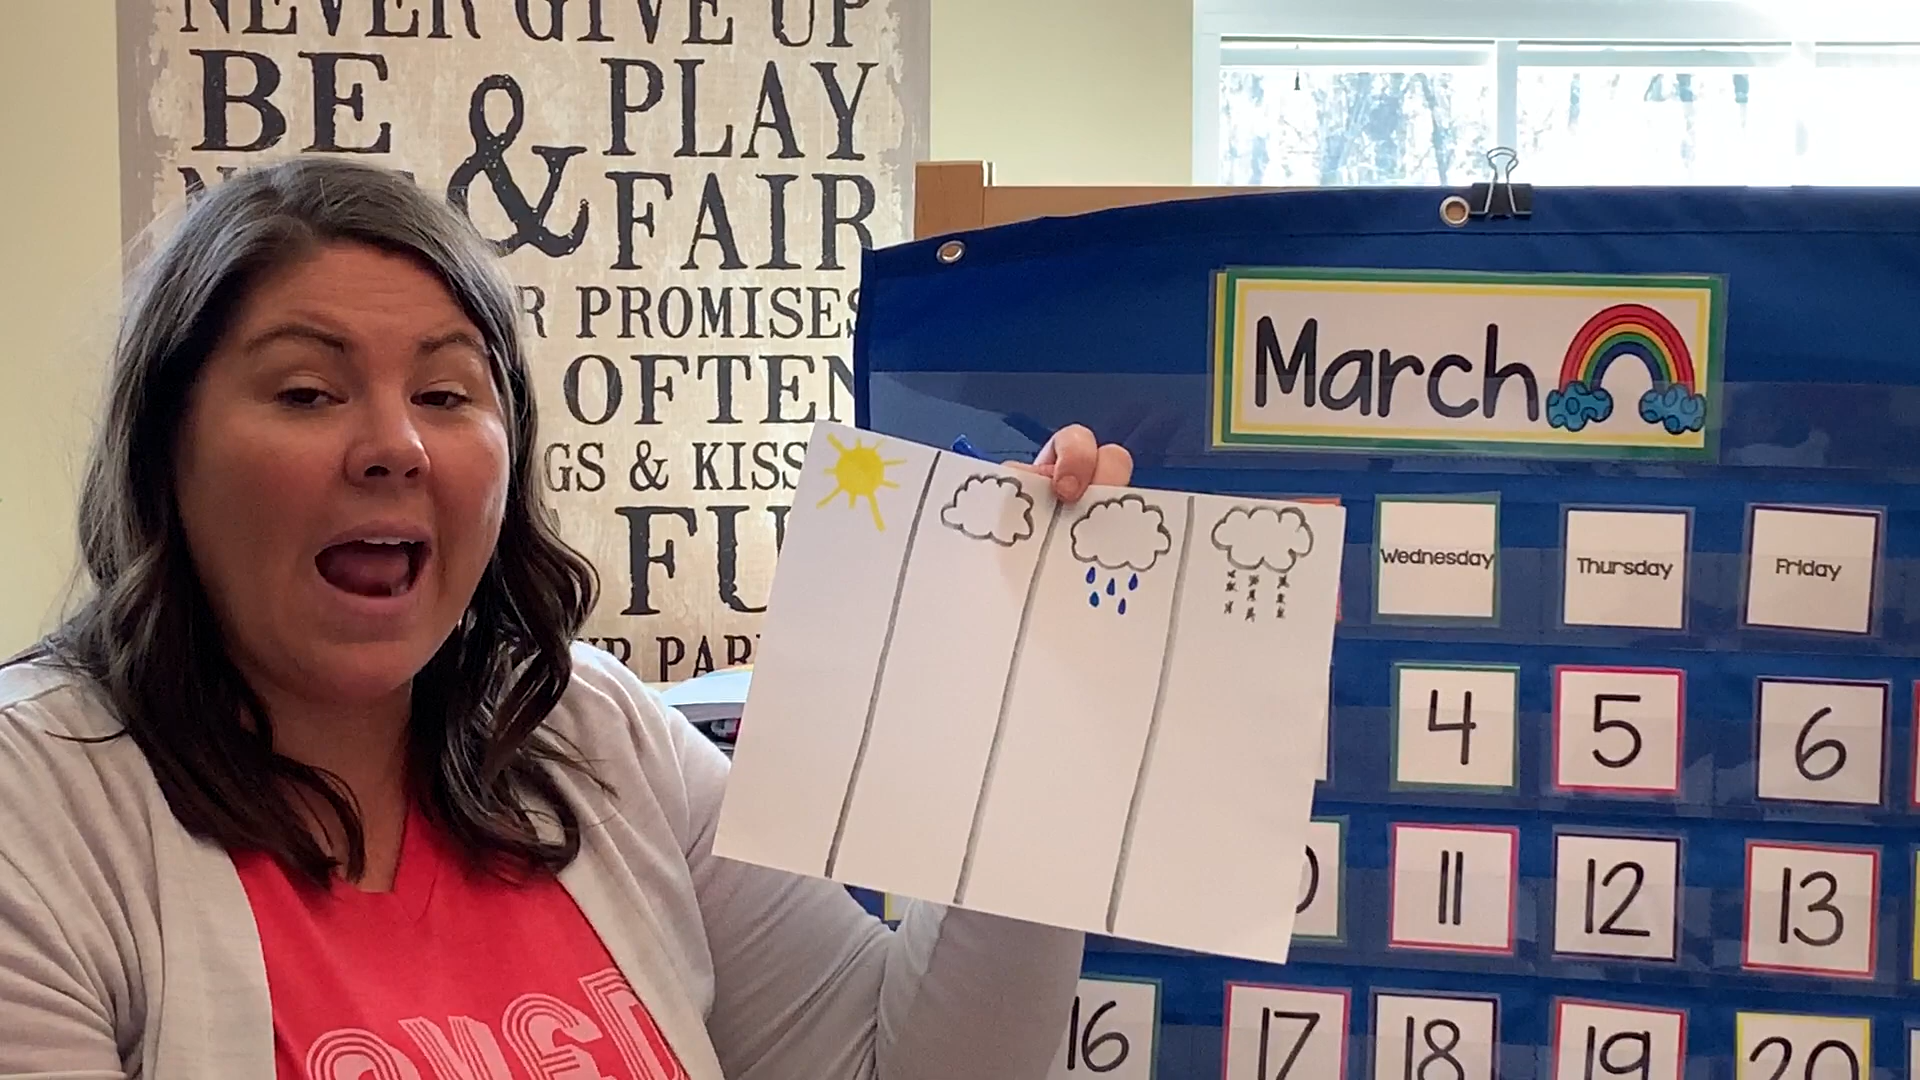 NEVER GIVE UP
BE & PLAY
FAIR
PROMISES
OFTEN
& KISS
FU
March
Wednesday Thursday Friday
4 5 6
11 12 13
16 17 18 19 20